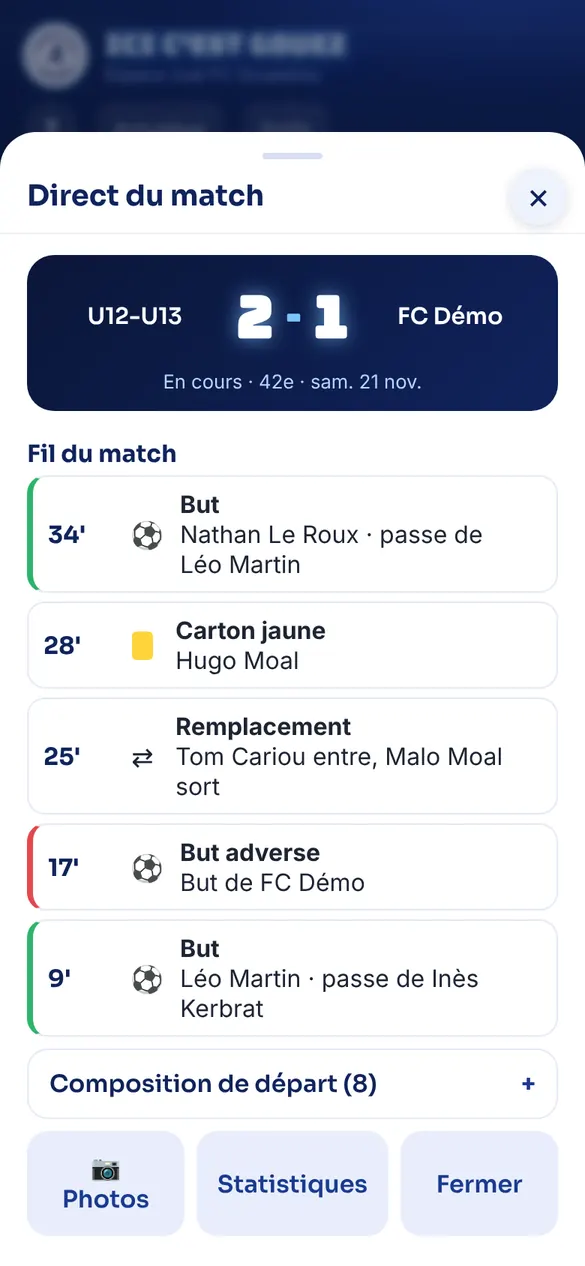 ICI C'EST GOUEZ
Direct du match
×
U12-U13
2 - 1
FC Démo
En cours · 42e · sam. 21 nov.
Fil du match
34'
But
Nathan Le Roux · passe de
Léo Martin
28'
Carton jaune
Hugo Moal
25'
Remplacement
Tom Cariou entre, Malo Moal
sort
17'
But adverse
But de FC Démo
9'
But
Léo Martin · passe de Inès
Kerbrat
Composition de départ (8)
+
Photos
Statistiques
Fermer